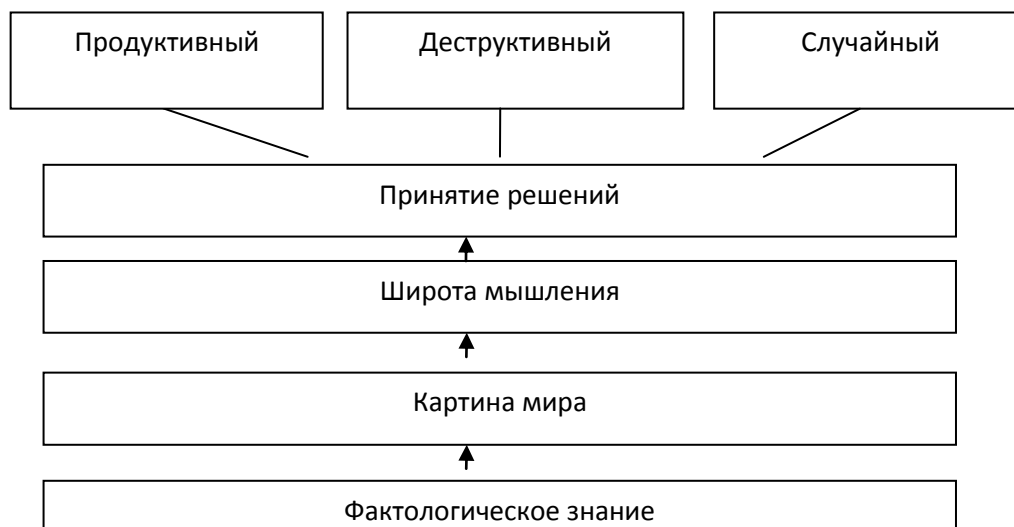 Продуктивный
Деструктивный
Случайный
Принятие решений
Широта мышления
Картина мира
Фактологическое знание